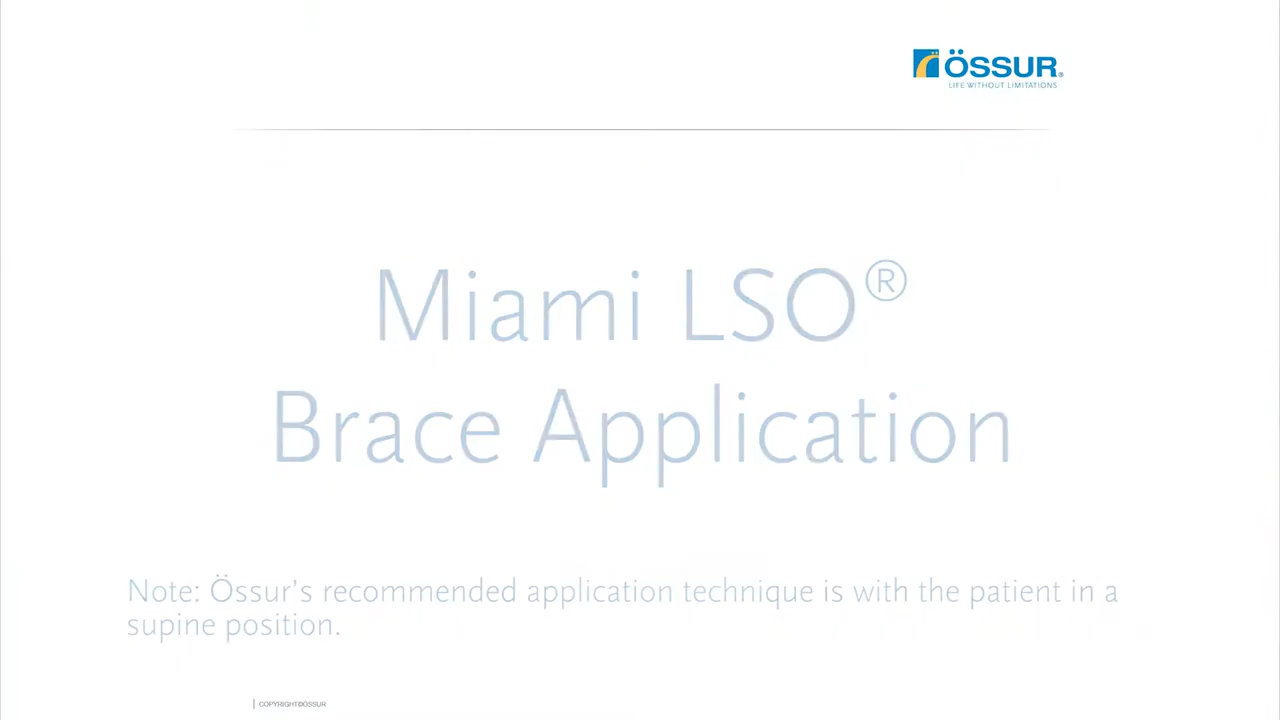 ÖSSUR®
LIFE WITHOUT LIMITATIONS
Miami LSO®
Brace Application
Note: Össur's recommended application technique is with the patient in a
supine position.
COPYRIGHT©ÖSSUR